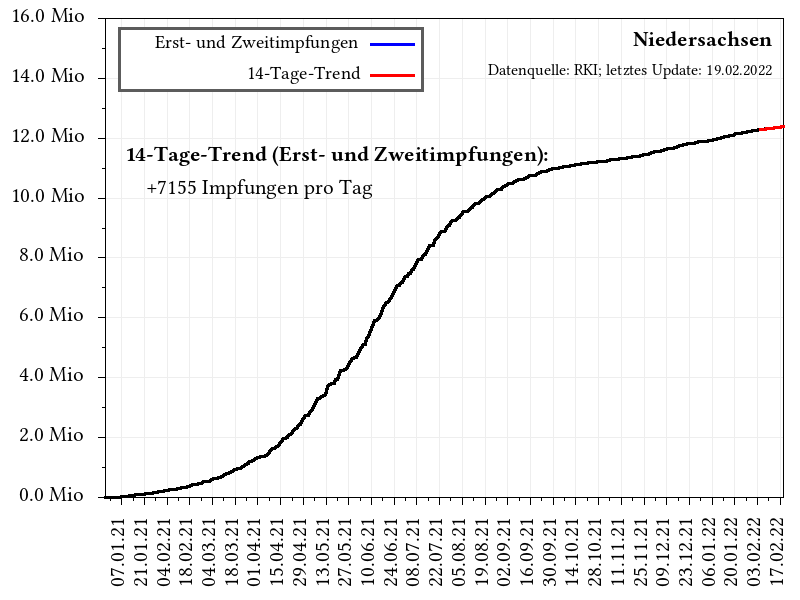 16.0 Mio
14.0 Mio
12.0 Mio
10.0 Mio
8.0 Mio
6.0 Mio
4.0 Mio
2.0 Mio
0.0 Mio
Erst- und Zweitimpfungen
14-Tage-Trend
Niedersachsen
Datenquelle: RKI; letztes Update: 19.02.2022
14-Tage-Trend (Erst- und Zweitimpfungen):
+7155 Impfungen pro Tag
07.01.21
21.01.21
04.02.21
18.02.21
04.03.21
18.03.21
01.04.21
15.04.21
29.04.21
13.05.21
27.05.21
10.06.21
24.06.21
08.07.21
22.07.21
05.08.21
19.08.21
02.09.21
16.09.21
30.09.21
14.10.21
28.10.21
11.11.21
25.11.21
09.12.21
23.12.21
06.01.22
20.01.22
03.02.22
17.02.22